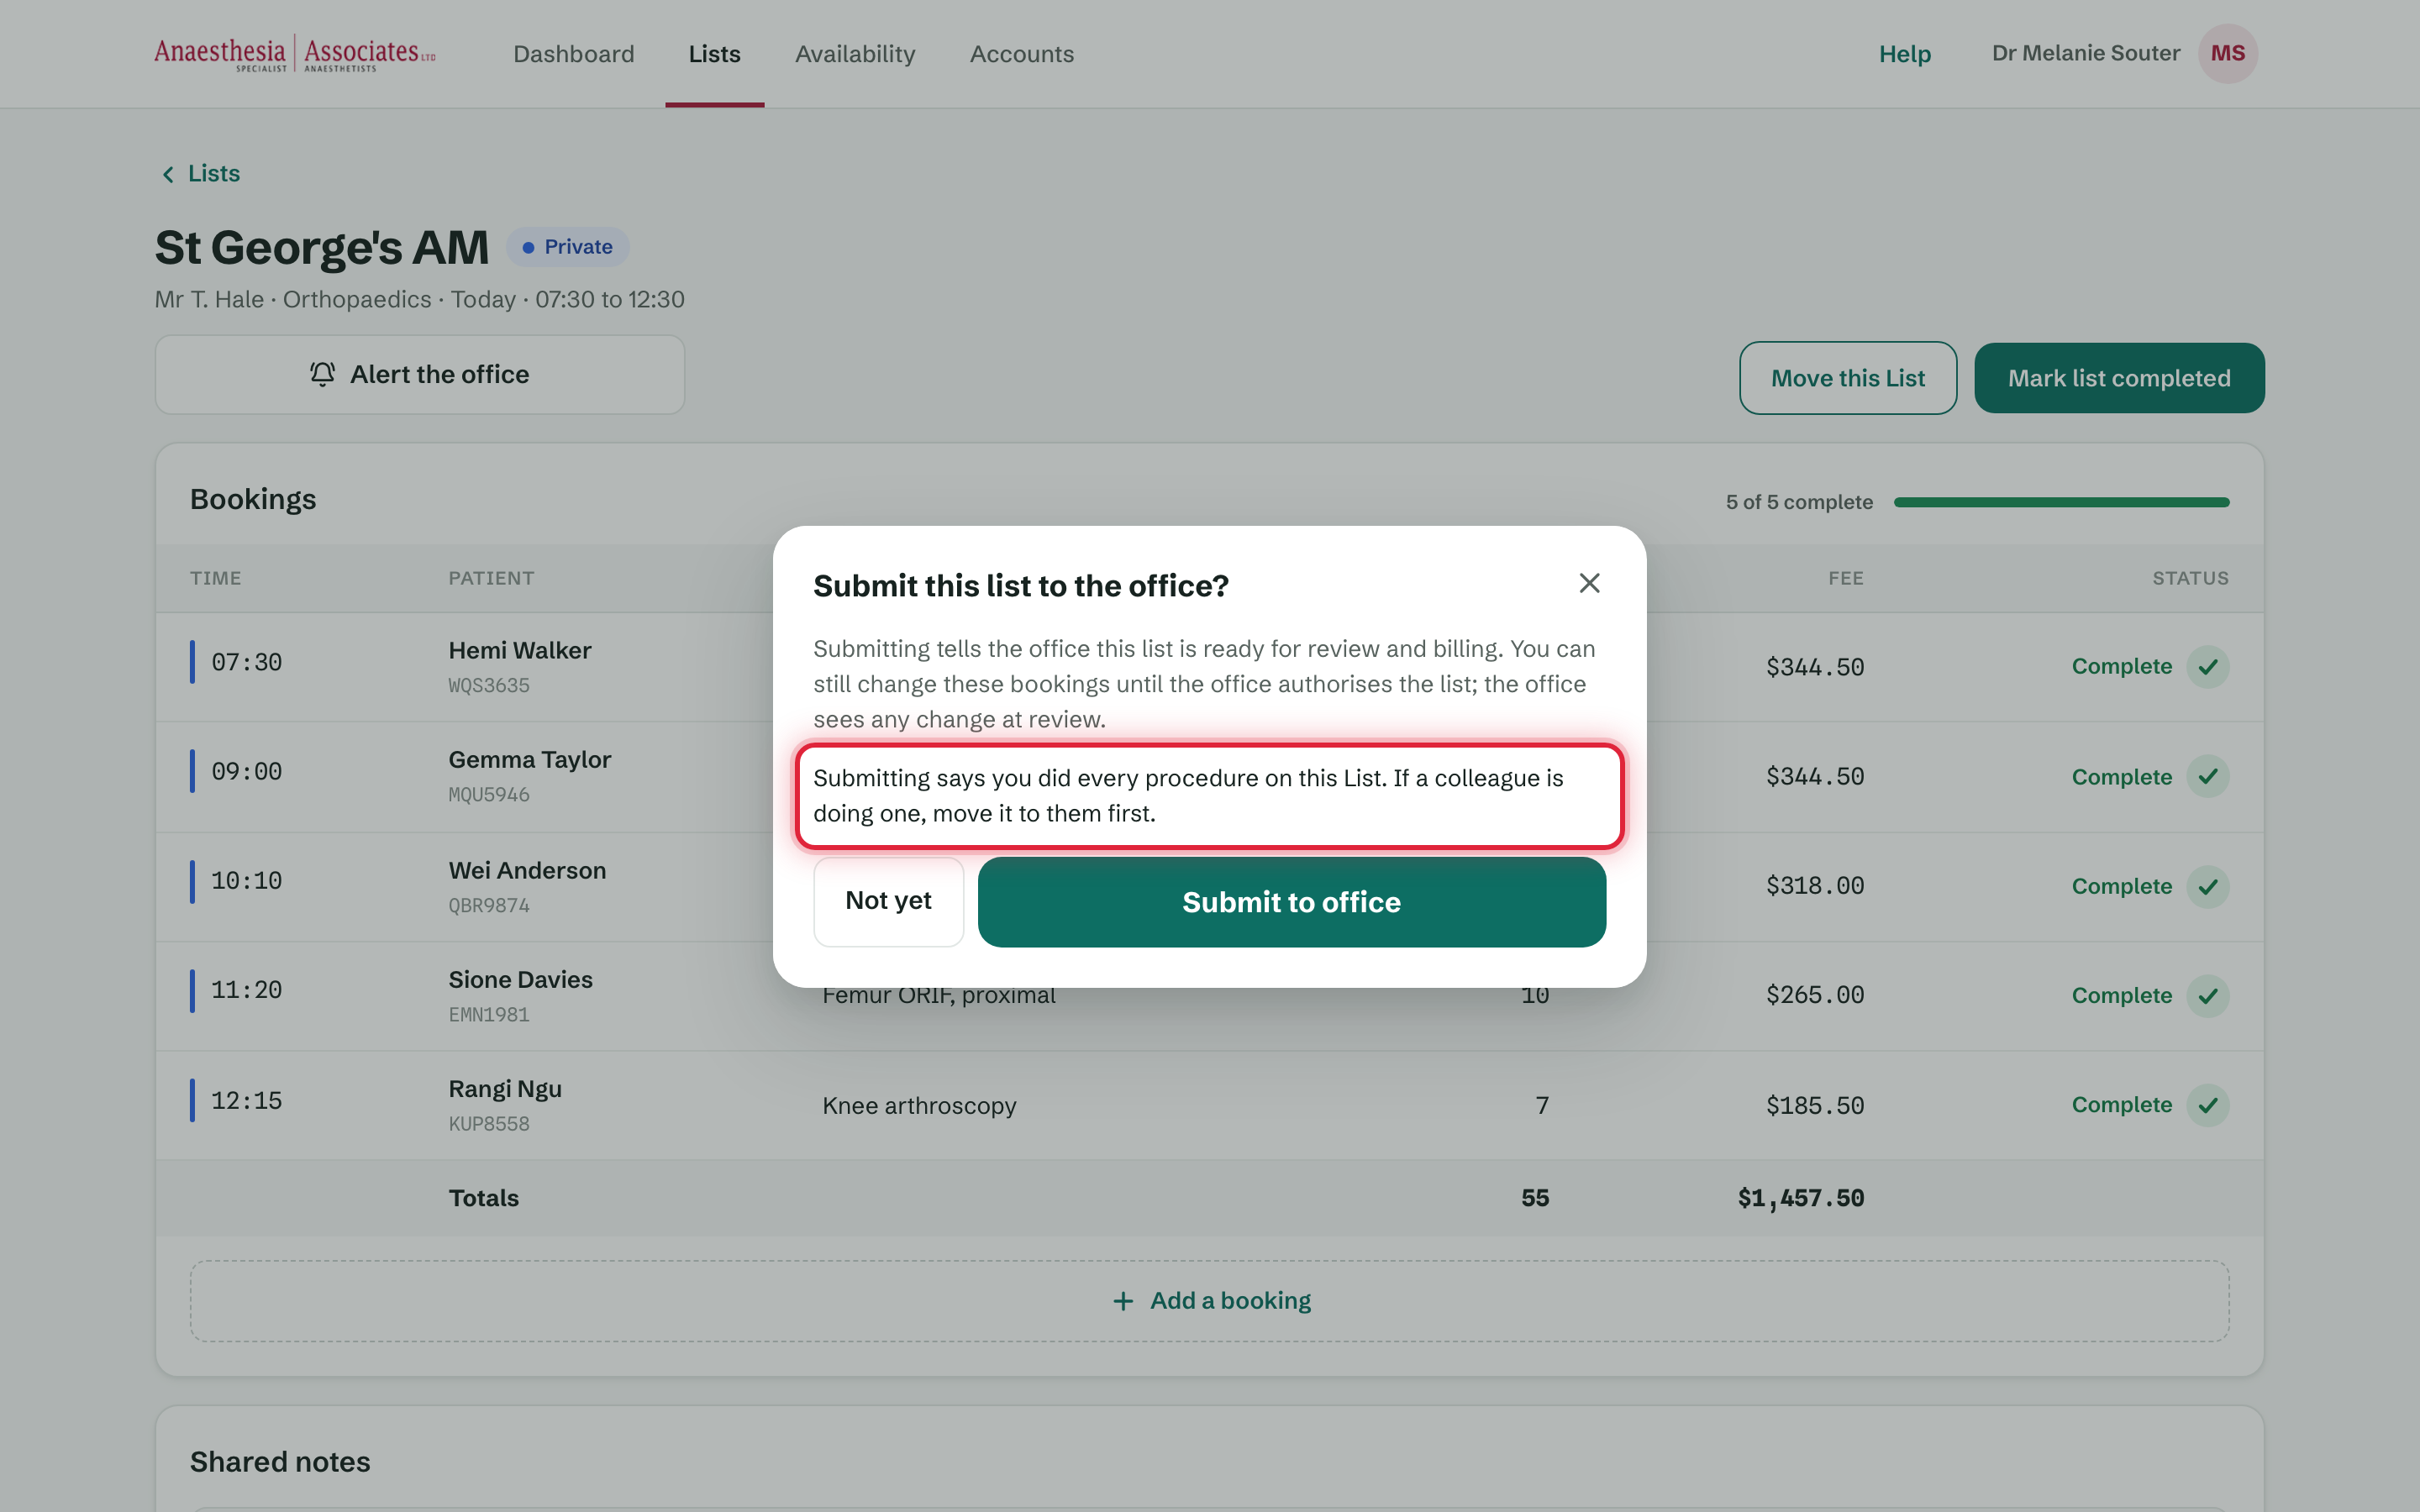 Anaesthesia Associates LTD
SPECIALIST ANAESTHETISTS
Dashboard
Lists
Availability
Accounts
Help
Dr Melanie Souter
MS
Lists
St George's AM
Private
Mr T. Hale · Orthopaedics · Today · 07:30 to 12:30
Alert the office
Move this List
Mark list completed
Bookings
5 of 5 complete
TIME PATIENT FEE STATUS
07:30 Hemi Walker $344.50 Complete
WQS3635
09:00 Gemma Taylor $344.50 Complete
MQU5946
10:10 Wei Anderson $318.00 Complete
QBR9874
11:20 Sione Davies Femur ORIF, proximal 10 $265.00 Complete
EMN1981
12:15 Rangi Ngu Knee arthroscopy 7 $185.50 Complete
KUP8558
Totals 55 $1,457.50
Add a booking
Shared notes
Submit this list to the office?
Submitting tells the office this list is ready for review and billing. You can
still change these bookings until the office authorises the list; the office
sees any change at review.
Submitting says you did every procedure on this List. If a colleague is
doing one, move it to them first.
Not yet
Submit to office